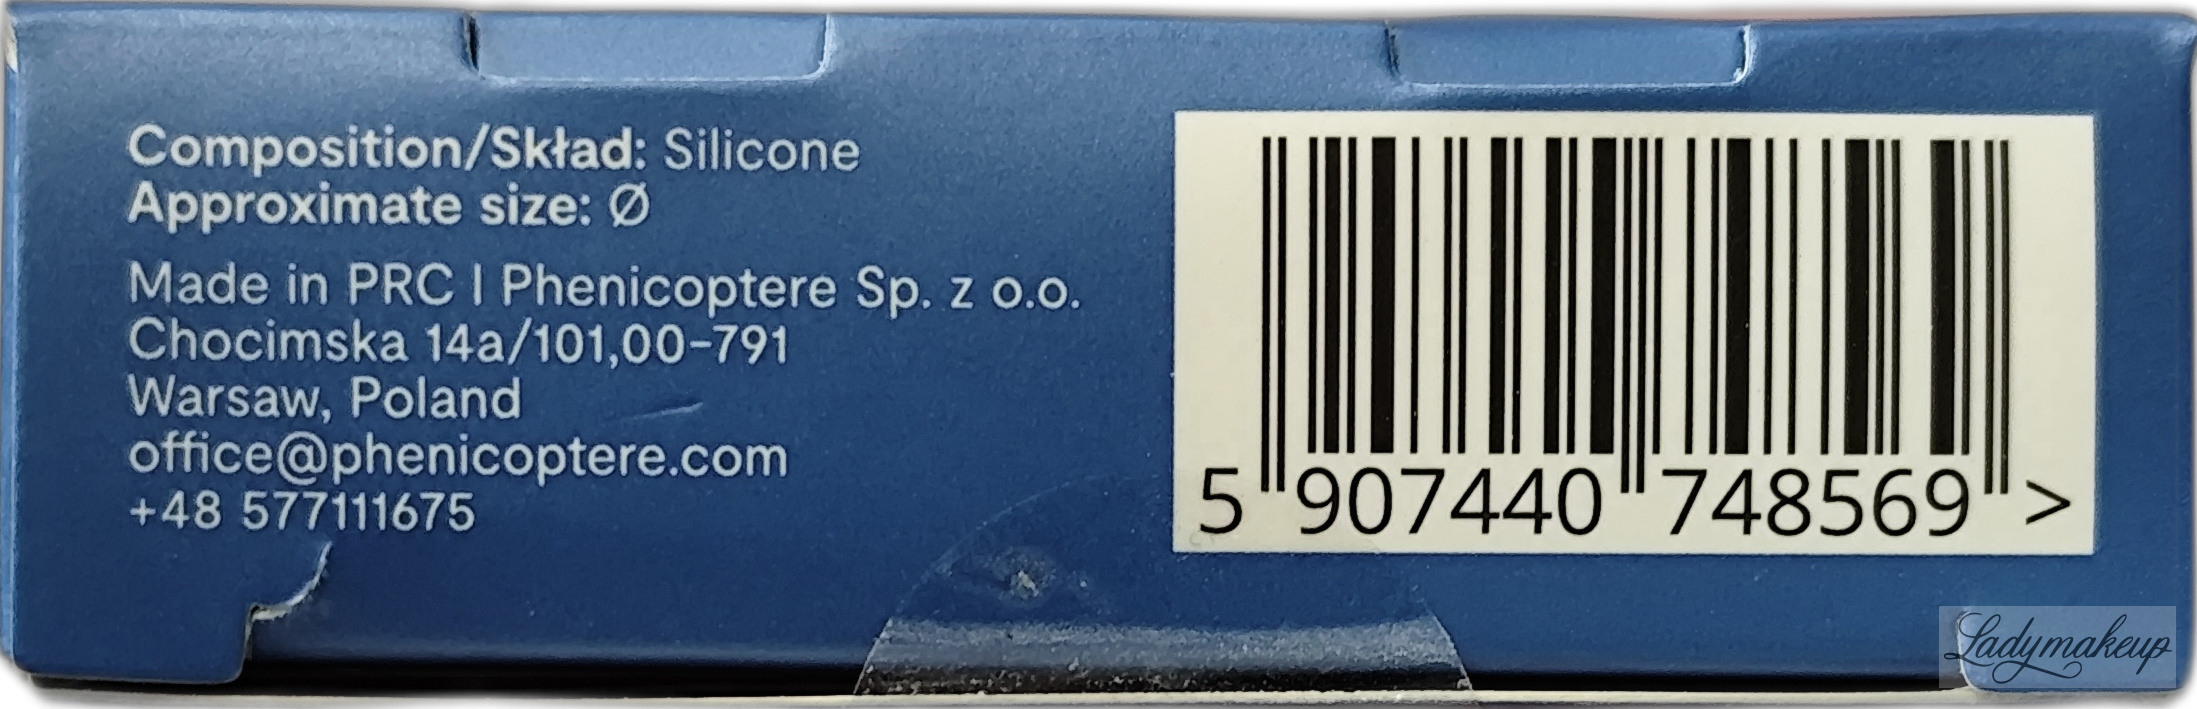 Composition/Skład: Silicone
Approximate size: Ø
Made in PRC | Phenicoptere Sp. z o.o.
Chocimska 14a/101,00-791
Warsaw, Poland
office@phenicoptere.com
+48 577111675
5 907440 748569 >
Ladymakeup